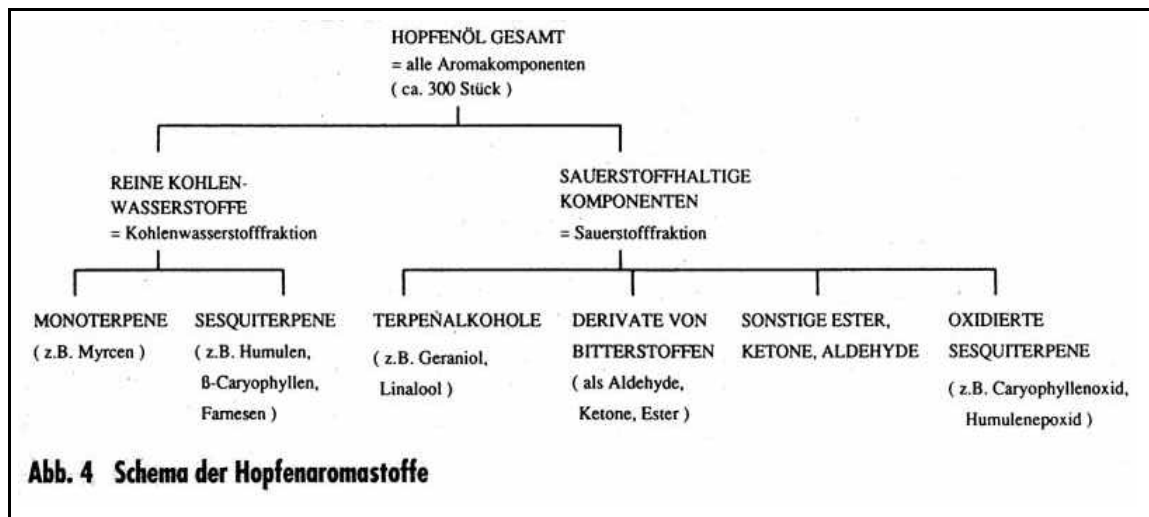 HOPFENÖL GESAMT
= alle Aromakomponenten
( ca. 300 Stück )
REINE KOHLEN-
WASSERSTOFFE
= Kohlenwasserstofffraktion
SAUERSTOFFHALTIGE
KOMPONENTEN
= Sauerstofffraktion
MONOTERPENE
( z.B. Myrcen )
SESQUITERPENE
( z.B. Humulen,
ß-Caryophyllen,
Farnesen )
TERPENALKOHOLE
( z.B. Geraniol,
Linalool )
DERIVATE VON
BITTERSTOFFEN
( als Aldehyde,
Ketone, Ester )
SONSTIGE ESTER,
KETONE, ALDEHYDE
OXIDIERTE
SESQUITERPENE
( z.B. Caryophyllenoxid,
Humulenepoxid )
Abb. 4 Schema der Hopfenaromastoffe